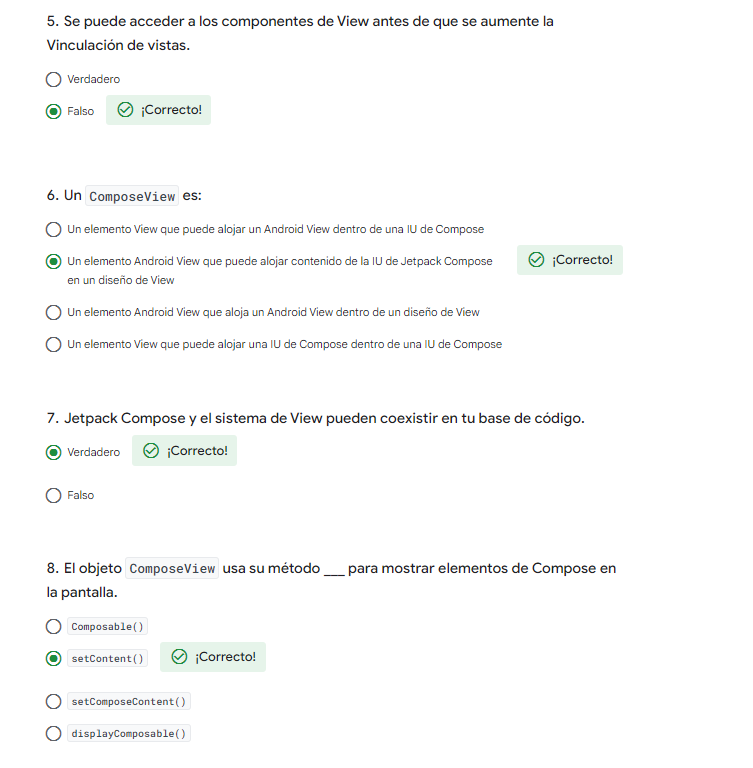 5. Se puede acceder a los componentes de View antes de que se aumente la
Vinculación de vistas.
Verdadero
Falso ¡Correcto!
6. Un ComposeView es:
Un elemento View que puede alojar un Android View dentro de una IU de Compose
Un elemento Android View que puede alojar contenido de la IU de Jetpack Compose ¡Correcto!
en un diseño de View
Un elemento Android View que aloja un Android View dentro de un diseño de View
Un elemento View que puede alojar una IU de Compose dentro de una IU de Compose
7. Jetpack Compose y el sistema de View pueden coexistir en tu base de código.
Verdadero ¡Correcto!
Falso
8. El objeto ComposeView usa su método ___ para mostrar elementos de Compose en
la pantalla.
Composable()
setContent() ¡Correcto!
setComposeContent()
displayComposable()